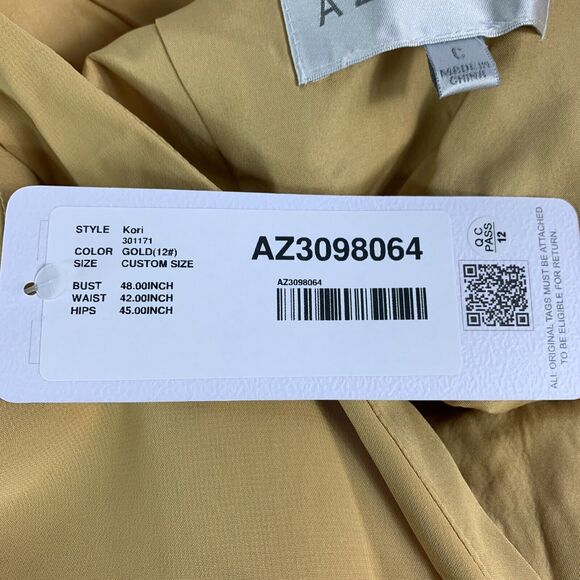 A Z
C
MADE IN
CHINA
STYLE Kori
301171
COLOR GOLD(12#)
SIZE CUSTOM SIZE
BUST 48.00INCH
WAIST 42.00INCH
HIPS 45.00INCH
AZ3098064
AZ3098064
QC
PASS
12
ALL ORIGINAL TAGS MUST BE ATTACHED
TO BE ELIGIBLE FOR RETURN.